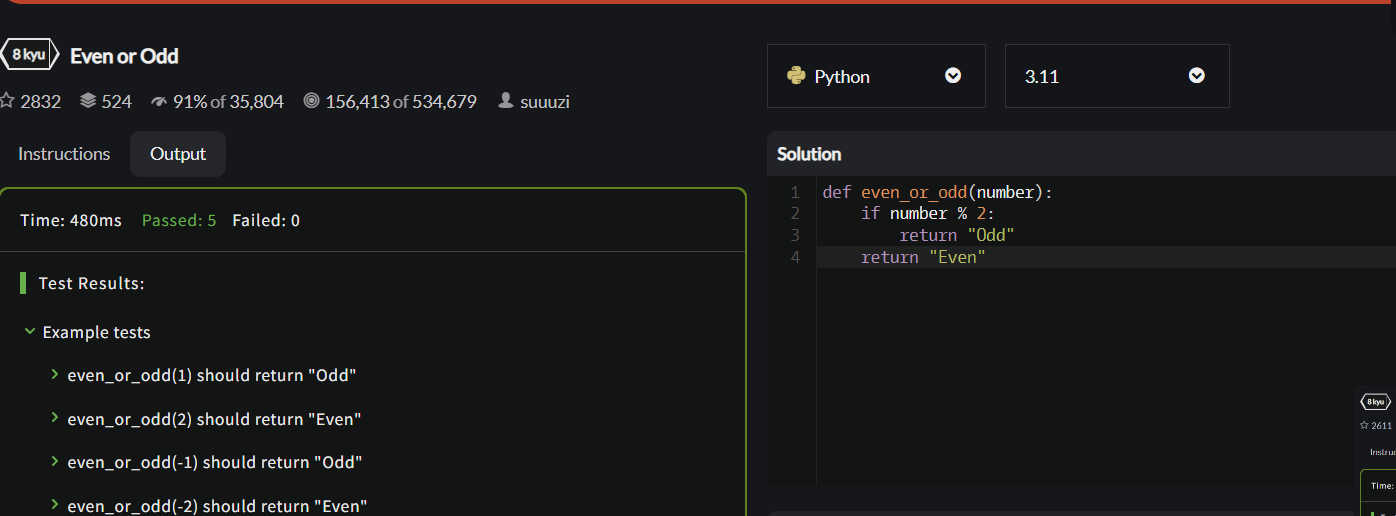 8 kyu Even or Odd
2832 524 91% of 35,804 156,413 of 534,679 suuuzi
Instructions Output
Time: 480ms Passed: 5 Failed: 0
Test Results:
Example tests
even_or_odd(1) should return "Odd"
even_or_odd(2) should return "Even"
even_or_odd(-1) should return "Odd"
even_or_odd(-2) should return "Even"
Python 3.11
Solution
1 def even_or_odd(number):
2 if number % 2:
3 return "Odd"
4 return "Even"
8 kyu
2611
Instruc
Time: